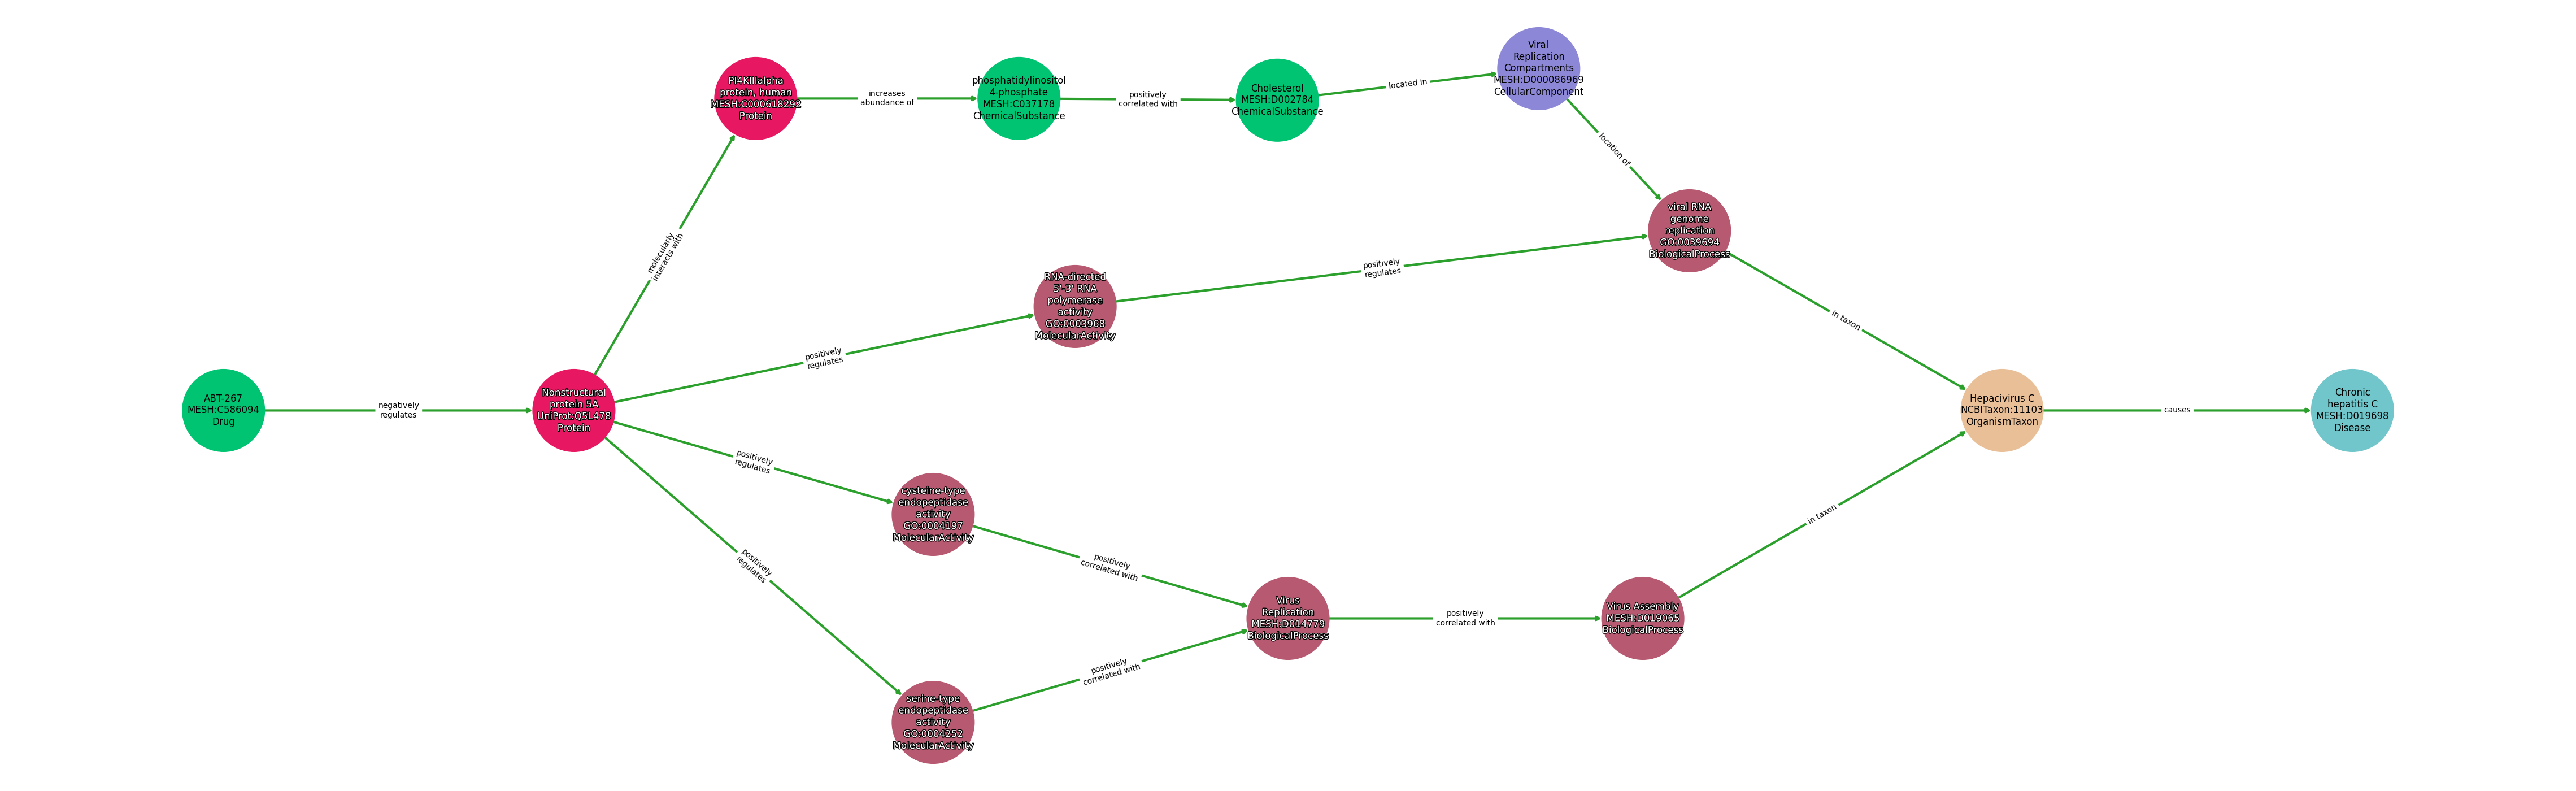 PI4KIIIalpha
protein, human
MESH:C000618292
Protein
increases
abundance of
phosphatidylinositol
4-phosphate
MESH:C037178
ChemicalSubstance
positively
correlated with
Cholesterol
MESH:D002784
ChemicalSubstance
located in
Viral
Replication
Compartments
MESH:D000086969
CellularComponent
location of
viral RNA
genome
replication
GO:0039694
BiologicalProcess
molecularly
interacts with
RNA-directed
5'-3' RNA
polymerase
activity
GO:0003968
MolecularActivity
positively
regulates
positively
regulates
in taxon
ABT-267
MESH:C586094
Drug
negatively
regulates
Nonstructural
protein 5A
UniProt:Q5L478
Protein
Hepacivirus C
NCBITaxon:11103
OrganismTaxon
causes
Chronic
hepatitis C
MESH:D019698
Disease
positively
regulates
cysteine-type
endopeptidase
activity
GO:0004197
MolecularActivity
positively
correlated with
in taxon
positively
regulates
Virus
Replication
MESH:D014779
BiologicalProcess
positively
correlated with
Virus Assembly
MESH:D019065
BiologicalProcess
positively
correlated with
serine-type
endopeptidase
activity
GO:0004252
MolecularActivity